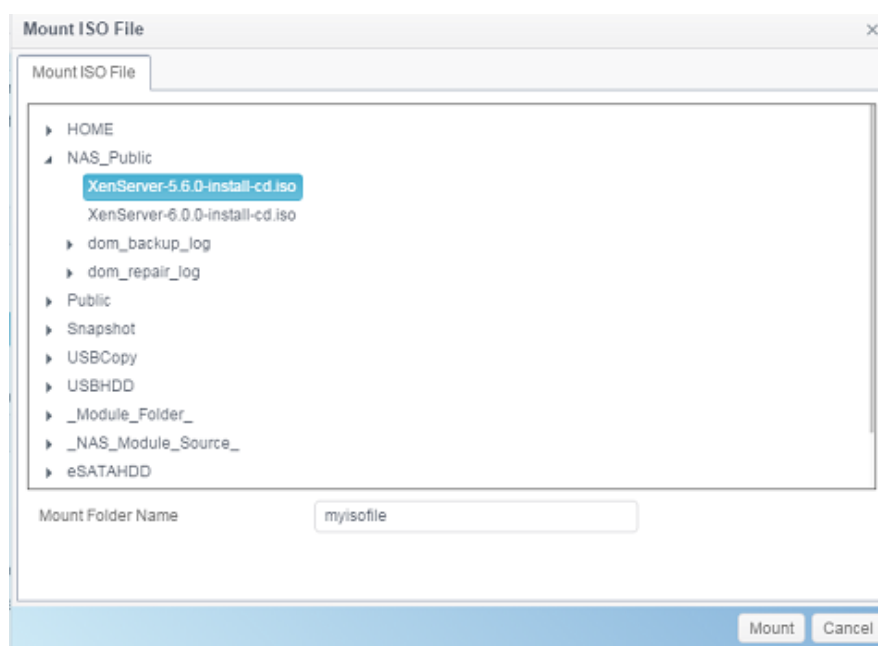 Mount ISO File
Mount ISO File
HOME
NAS_Public
XenServer-5.6.0-install-cd.iso
XenServer-6.0.0-install-cd.iso
dom_backup_log
dom_repair_log
Public
Snapshot
USBCopy
USBHDD
_Module_Folder_
_NAS_Module_Source_
eSATAHDD
Mount Folder Name myisofile
Mount Cancel